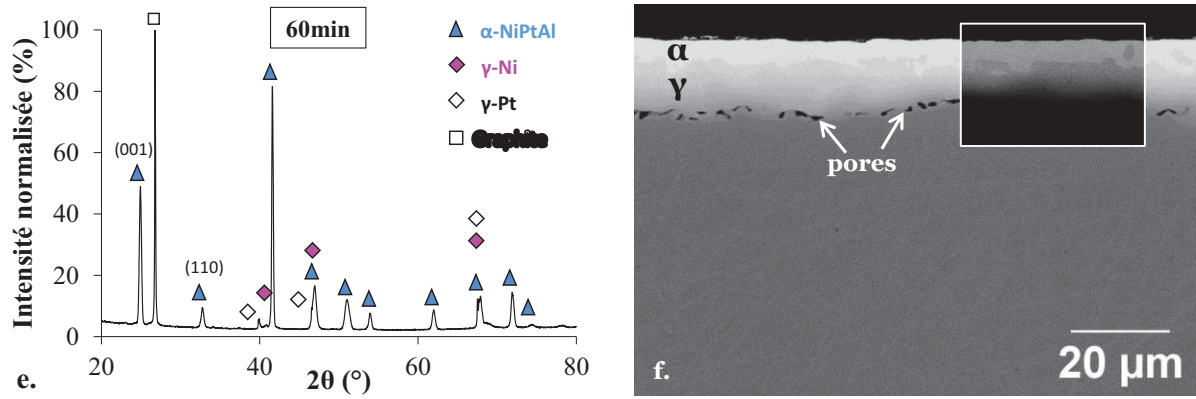 60min
α-NiPtAl
γ-Ni
γ-Pt
Graphite
Intensité normalisée (%)
100
80
60
40
20
0
(001)
(110)
20
40
60
80
2θ (°)
e.
α
γ
pores
20 µm
f.